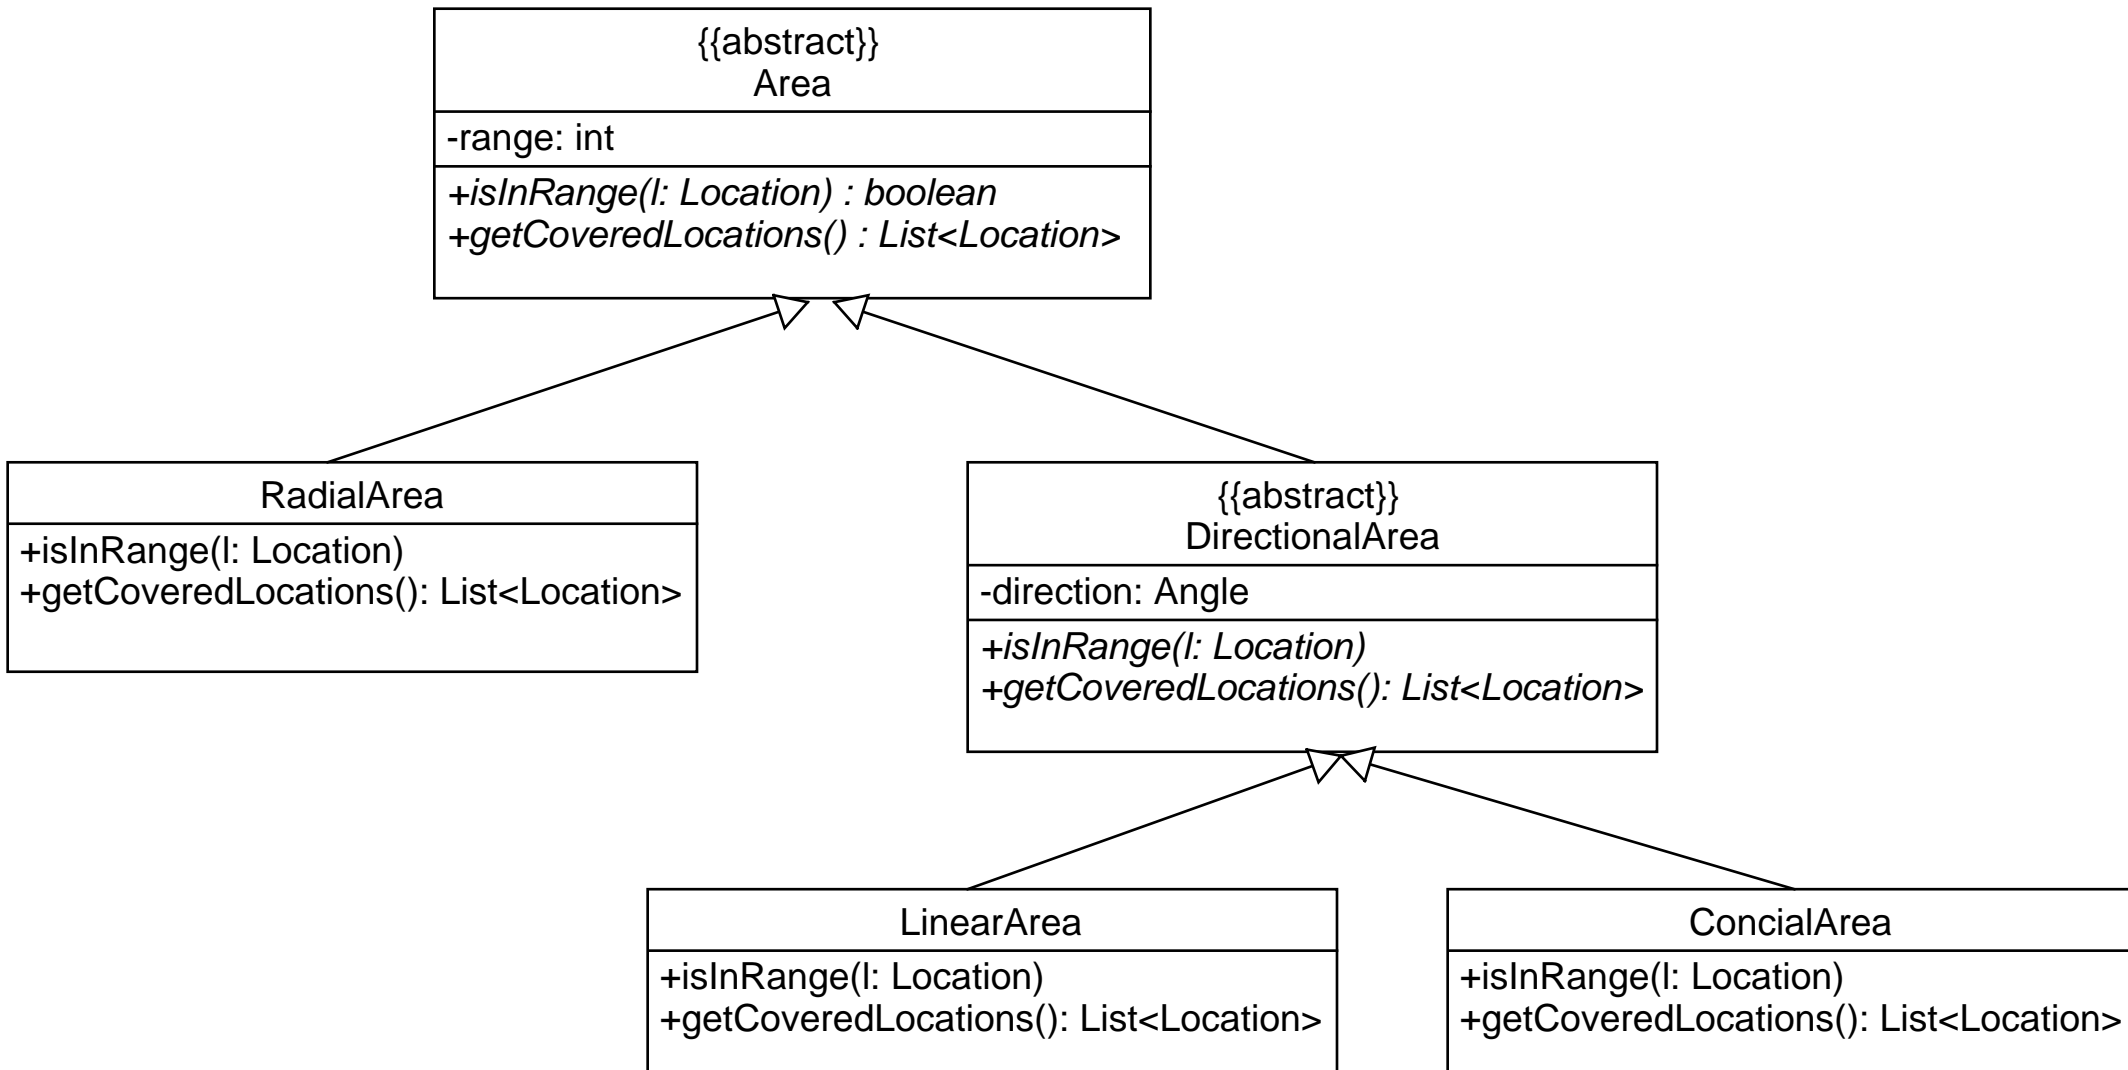 {{abstract}}
Area
-range: int
+isInRange(l: Location) : boolean
+getCoveredLocations() : List<Location>
RadialArea
+isInRange(l: Location)
+getCoveredLocations(): List<Location>
{{abstract}}
DirectionalArea
-direction: Angle
+isInRange(l: Location)
+getCoveredLocations(): List<Location>
LinearArea
+isInRange(l: Location)
+getCoveredLocations(): List<Location>
ConcialArea
+isInRange(l: Location)
+getCoveredLocations(): List<Location>